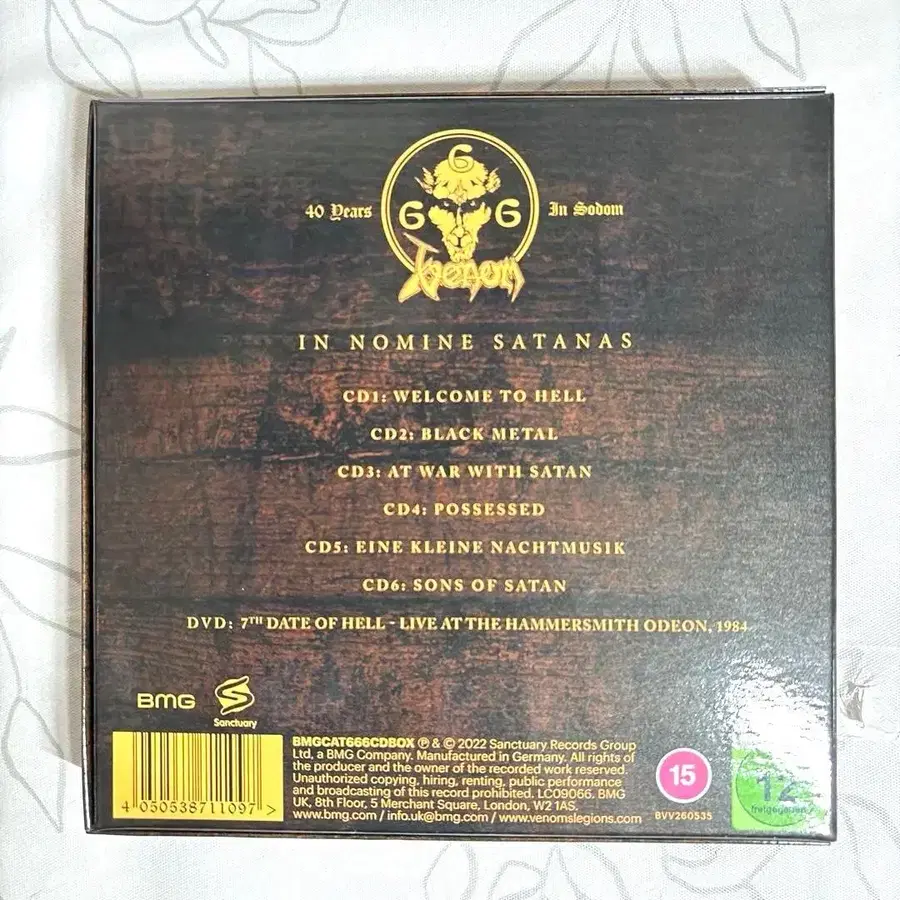 6
40 Years
6
6
In Sodom
Venom
IN NOMINE SATANAS
CD1: WELCOME TO HELL
CD2: BLACK METAL
CD3: AT WAR WITH SATAN
CD4: POSSESSED
CD5: EINE KLEINE NACHTMUSIK
CD6: SONS OF SATAN
DVD: 7TH DATE OF HELL - LIVE AT THE HAMMERSMITH ODEON, 1984
BMG
Sanctuary
4 050538 711097 >
BMGCAT666CDBOX ℗ & © 2022 Sanctuary Records Group
Ltd, a BMG Company. Manufactured in Germany. All rights of
the producer and the owner of the recorded work reserved.
Unauthorized copying, hiring, renting, public performance
and broadcasting of this record prohibited. LC09066. BMG
UK, 8th Floor, 5 Merchant Square, London, W2 1AS.
www.bmg.com / info.uk@bmg.com / www.venomslegions.com
15
BVV260535
12
freigegeben